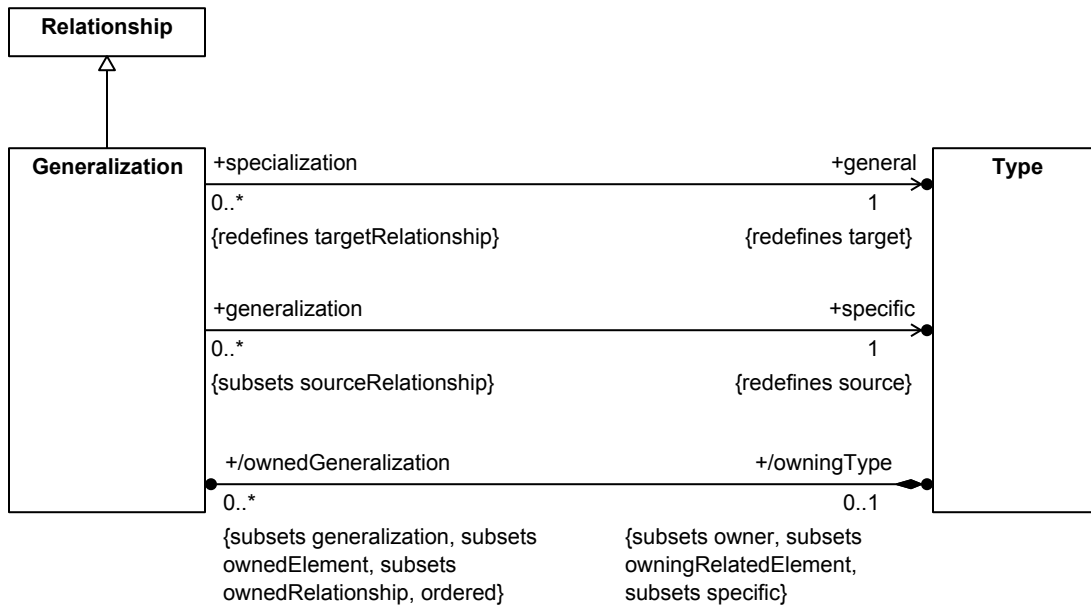 Relationship
Generalization
Type
+specialization
+general
0..*
1
{redefines targetRelationship}
{redefines target}
+generalization
+specific
0..*
1
{subsets sourceRelationship}
{redefines source}
+/ownedGeneralization
+/owningType
0..*
0..1
{subsets generalization, subsets
ownedElement, subsets
ownedRelationship, ordered}
{subsets owner, subsets
owningRelatedElement,
subsets specific}